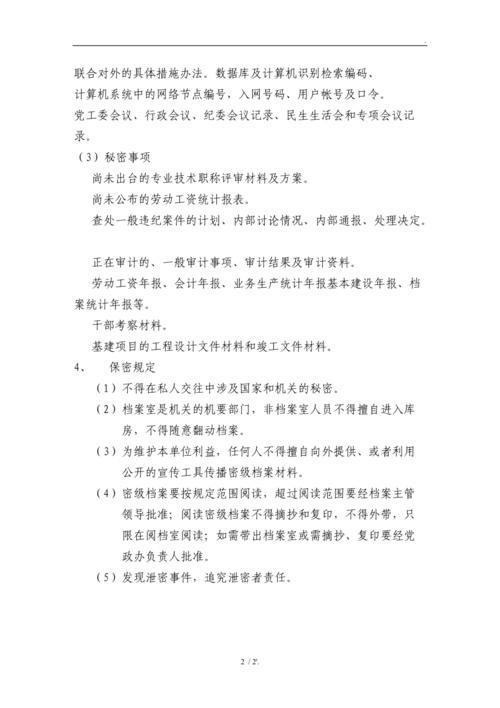 联合对外的具体措施办法。数据库及计算机识别检索编码、
计算机系统中的网络节点编号，入网号码、用户帐号及口令。
党工委会议、行政会议、纪委会议记录、民生生活会和专项会议记
录。
（3）秘密事项
尚未出台的专业技术职称评审材料及方案。
尚未公布的劳动工资统计报表。
查处一般违纪案件的计划、内部讨论情况、内部通报、处理决定。
正在审计的、一般审计事项、审计结果及审计资料。
劳动工资年报、会计年报、业务生产统计年报基本建设年报、档
案统计年报等。
干部考察材料。
基建项目的工程设计文件材料和竣工文件材料。
4、 保密规定
（1）不得在私人交往中涉及国家和机关的秘密。
（2）档案室是机关的机要部门，非档案室人员不得擅自进入库
房，不得随意翻动档案。
（3）为维护本单位利益，任何人不得擅自向外提供、或者利用
公开的宣传工具传播密级档案材料。
（4）密级档案要按规定范围阅读，超过阅读范围要经档案主管
领导批准；阅读密级档案不得摘抄和复印，不得外带，只
限在阅档室阅读；如需带出档案室或需摘抄、复印要经党
政办负责人批准。
（5）发现泄密事件，追究泄密者责任。
2 / 2'.